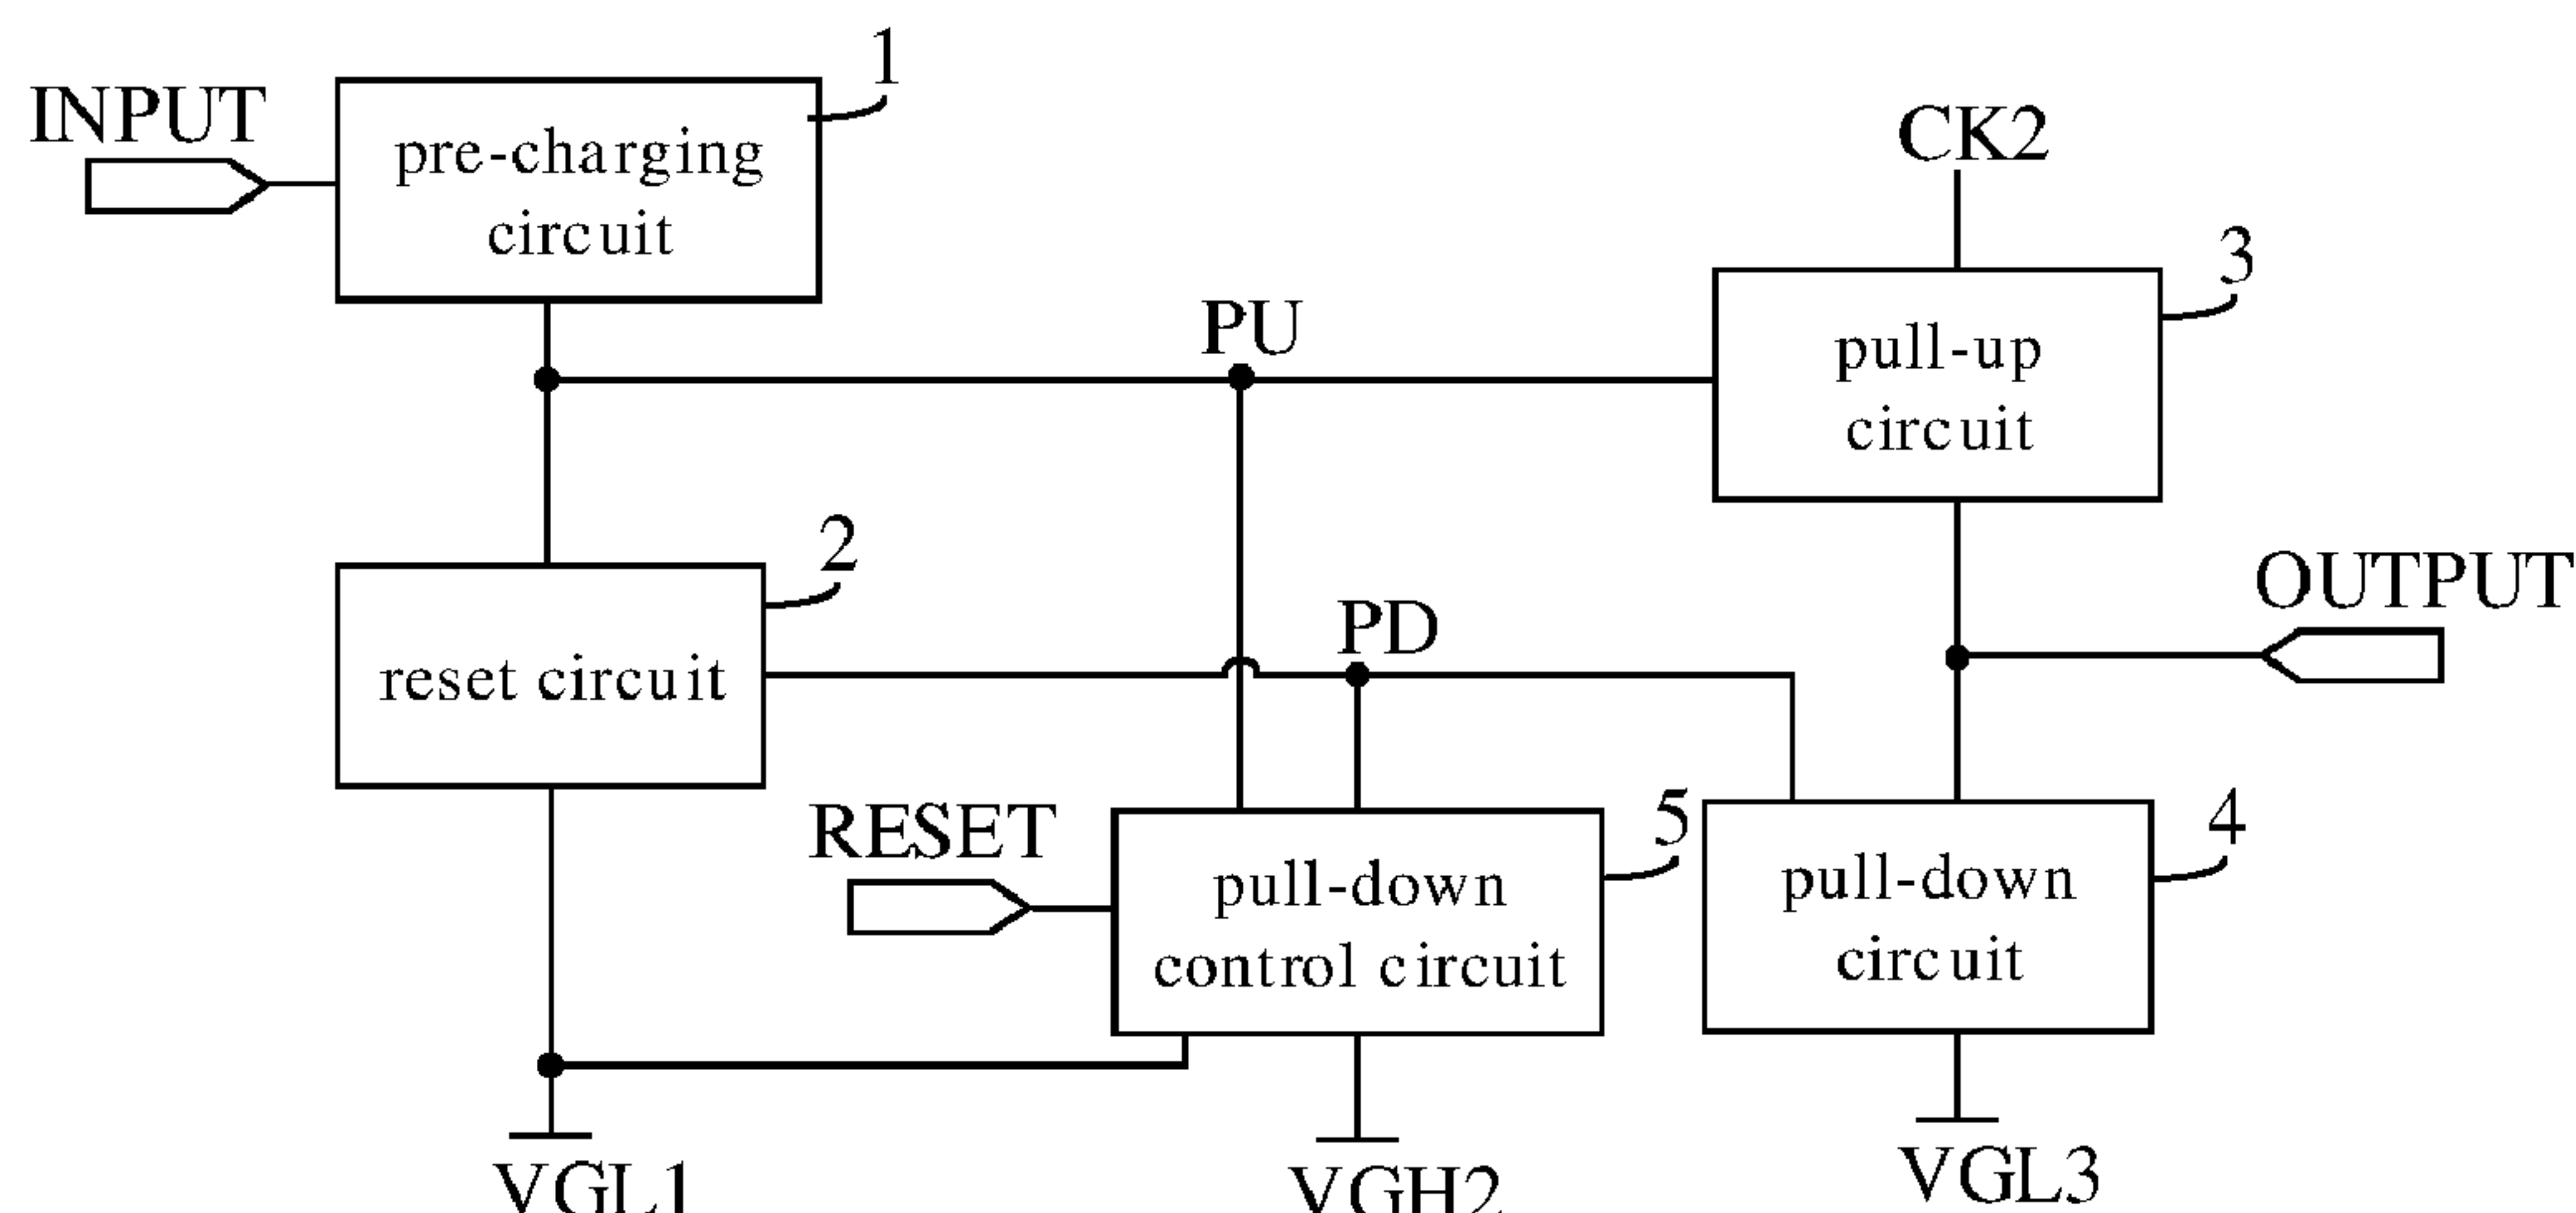 1
INPUT
pre-charging
circuit
CK2
3
PU
pull-up
circuit
2
OUTPUT
PD
reset circuit
RESET
5
4
pull-down
control circuit
pull-down
circuit
VGL1
VGH2
VGL3